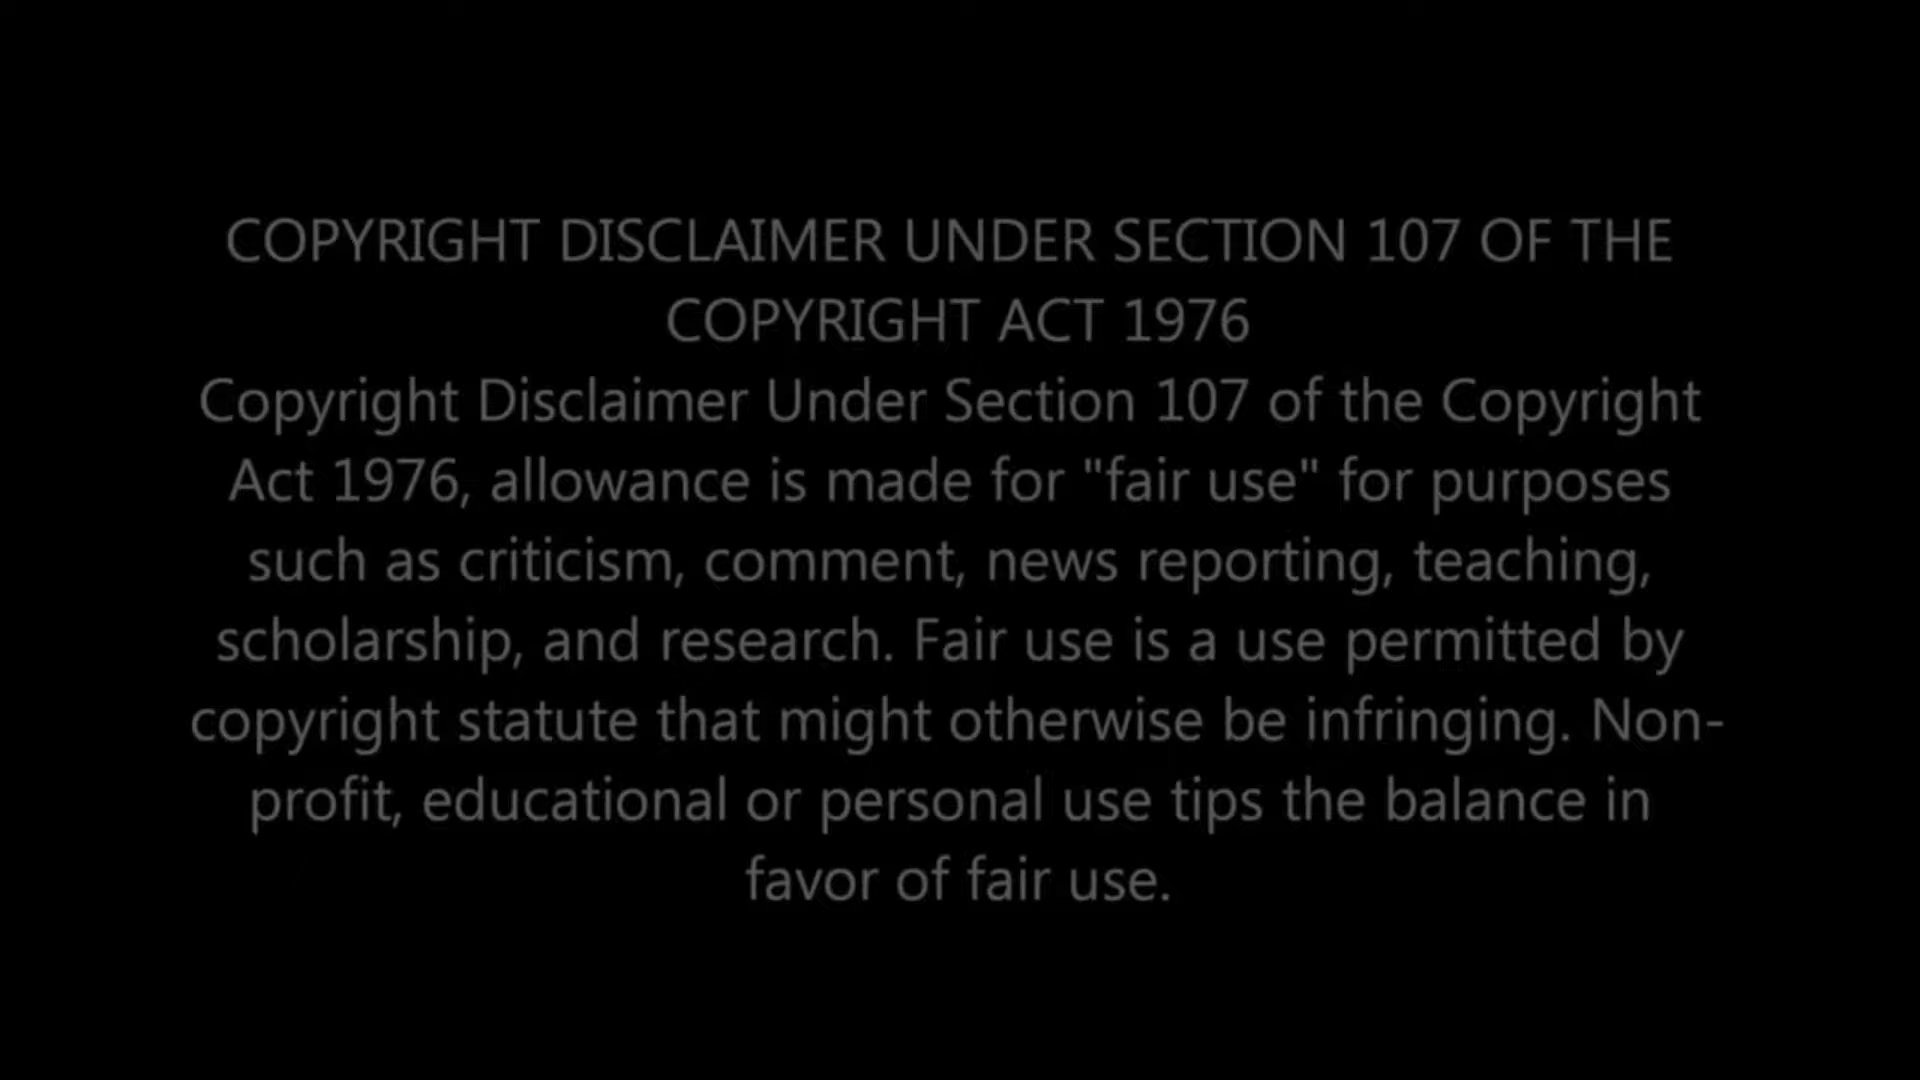 COPYRIGHT DISCLAIMER UNDER SECTION 107 OF THE
COPYRIGHT ACT 1976
Copyright Disclaimer Under Section 107 of the Copyright
Act 1976, allowance is made for "fair use" for purposes
such as criticism, comment, news reporting, teaching,
scholarship, and research. Fair use is a use permitted by
copyright statute that might otherwise be infringing. Non-
profit, educational or personal use tips the balance in
favor of fair use.